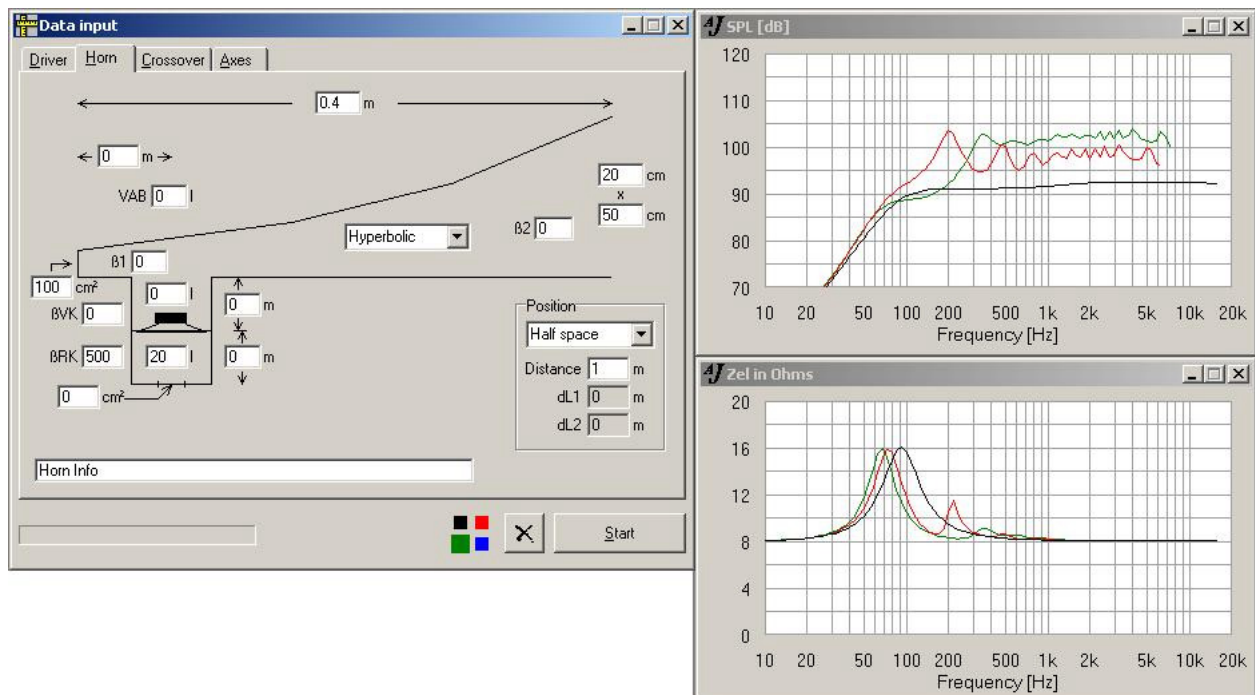 Data input
Driver Horn Crossover Axes
0.4 m
0 m
VAB 0 l
20 cm
x
50 cm
Hyperbolic
ß2 0
ß1 0
100 cm²
0 l
0 m
ßVK 0
ßRK 500
20 l
0 m
0 cm²
Position
Half space
Distance 1 m
dL1 0 m
dL2 0 m
Horn Info
Start
AJ SPL [dB]
120
110
100
90
80
70
10 20 50 100 200 500 1k 2k 5k 10k 20k
Frequency [Hz]
AJ Zel in Ohms
20
16
12
8
4
0
10 20 50 100 200 500 1k 2k 5k 10k 20k
Frequency [Hz]